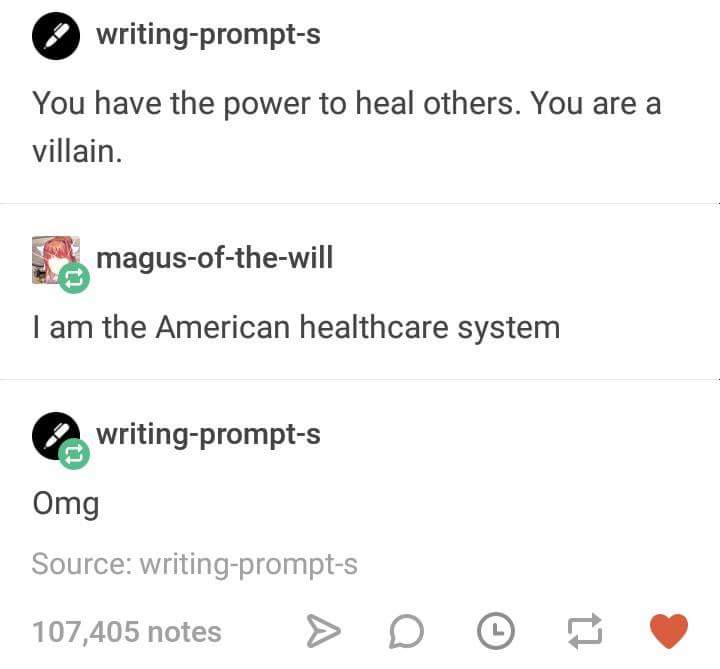 writing-prompt-s
You have the power to heal others. You are a
villain.
magus-of-the-will
I am the American healthcare system
writing-prompt-s
Omg
Source: writing-prompt-s
107,405 notes